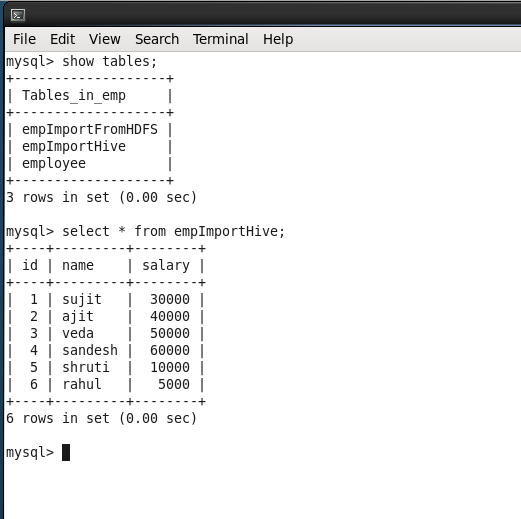 File Edit View Search Terminal Help
mysql> show tables;
+-------------------+
| Tables_in_emp     |
+-------------------+
| empImportFromHDFS |
| empImportHive     |
| employee          |
+-------------------+
3 rows in set (0.00 sec)

mysql> select * from empImportHive;
+----+---------+--------+
| id | name    | salary |
+----+---------+--------+
|  1 | sujit   |  30000 |
|  2 | ajit    |  40000 |
|  3 | veda    |  50000 |
|  4 | sandesh |  60000 |
|  5 | shruti  |  10000 |
|  6 | rahul   |   5000 |
+----+---------+--------+
6 rows in set (0.00 sec)

mysql>